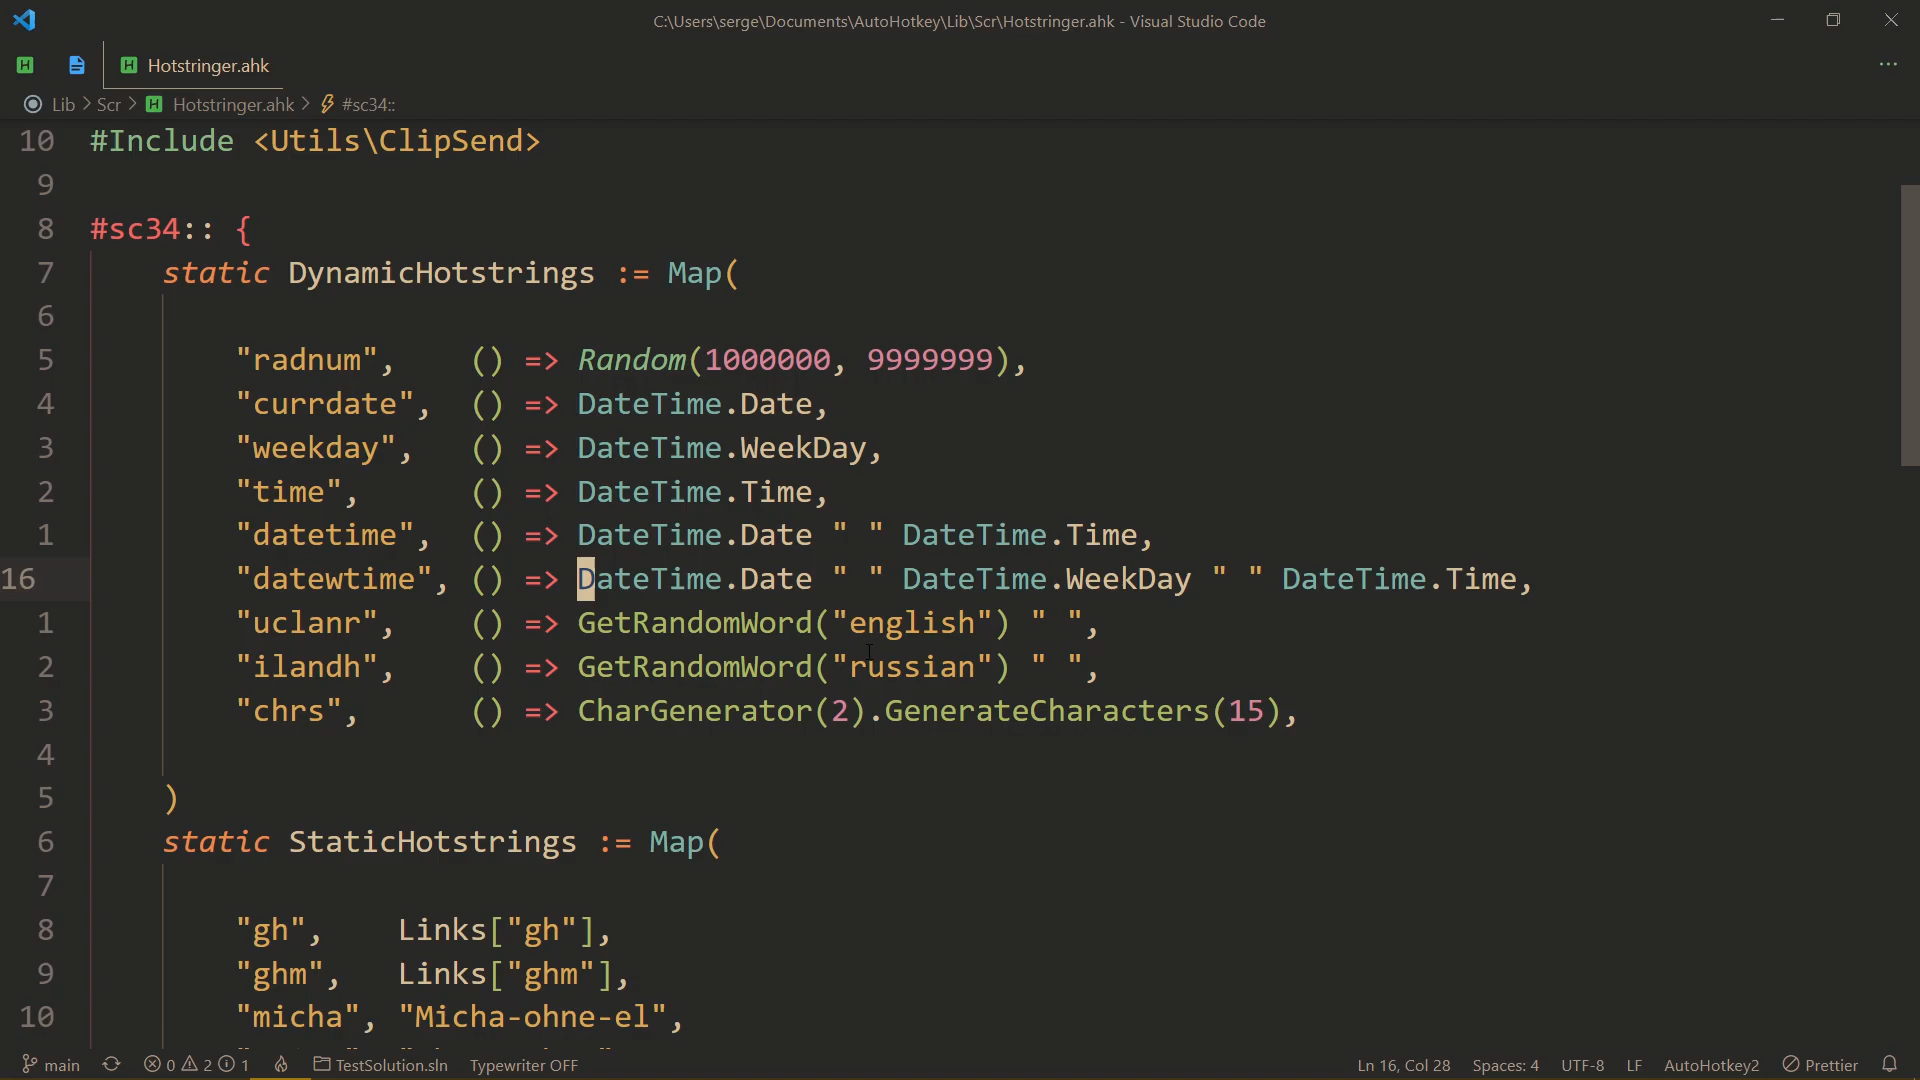 C:\Users\serge\Documents\AutoHotkey\Lib\Scr\Hotstringer.ahk - Visual Studio Code
Hotstringer.ahk
Lib > Scr > Hotstringer.ahk > #sc34::
10 #Include <Utils\ClipSend>
9
8 #sc34:: {
7 static DynamicHotstrings := Map(
6
5 "radnum", () => Random(1000000, 9999999),
4 "currdate", () => DateTime.Date,
3 "weekday", () => DateTime.WeekDay,
2 "time", () => DateTime.Time,
1 "datetime", () => DateTime.Date " " DateTime.Time,
16 "datewtime", () => DateTime.Date " " DateTime.WeekDay " " DateTime.Time,
1 "uclanr", () => GetRandomWord("english") " ",
2 "ilandh", () => GetRandomWord("russian") " ",
3 "chrs", () => CharGenerator(2).GenerateCharacters(15),
4
5 )
6 static StaticHotstrings := Map(
7
8 "gh", Links["gh"],
9 "ghm", Links["ghm"],
10 "micha", "Micha-ohne-el",
main 0 2 1 TestSolution.sln Typewriter OFF Ln 16, Col 28 Spaces: 4 UTF-8 LF AutoHotkey2 Prettier